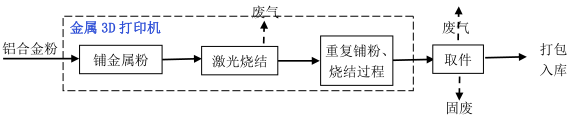 废气
金属 3D 打印机
废气
铝合金粉
铺金属粉
激光烧结
重复铺粉、
烧结过程
取件
打包
入库
固废